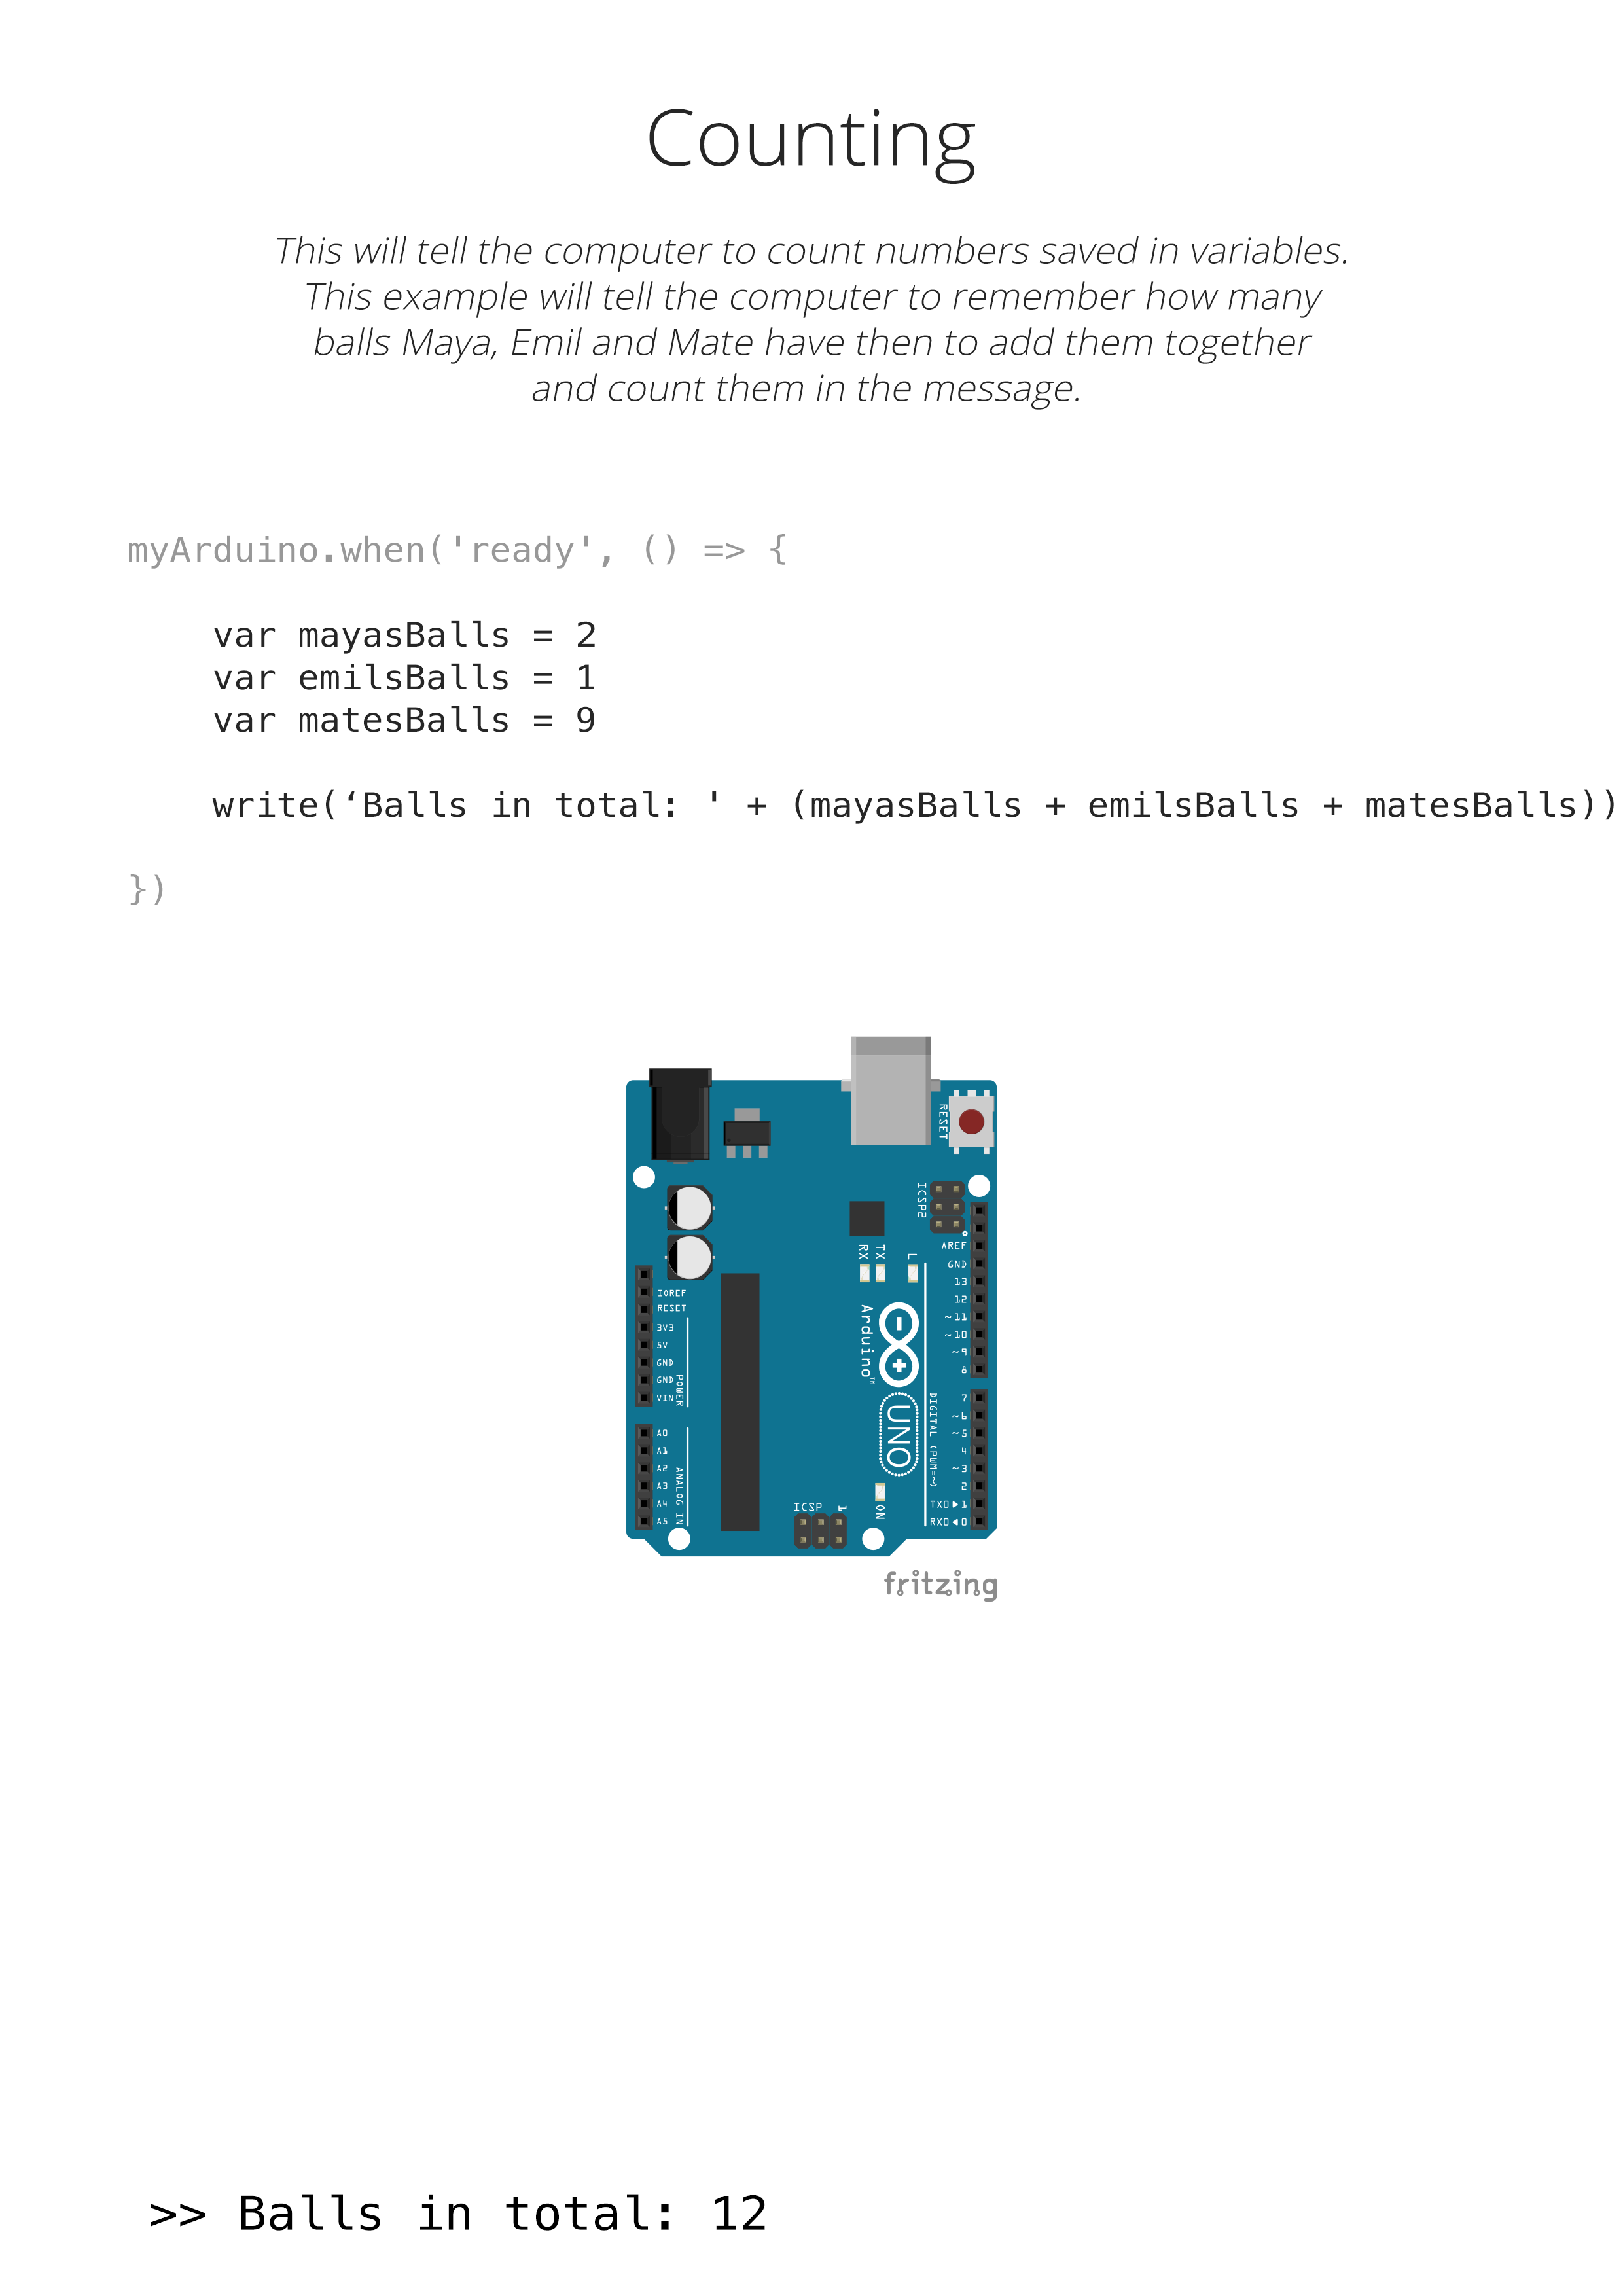 Counting
This will tell the computer to count numbers saved in variables.
This example will tell the computer to remember how many
balls Maya, Emil and Mate have then to add them together
and count them in the message.
myArduino.when('ready', () => {
var mayasBalls = 2
var emilsBalls = 1
var matesBalls = 9
write(‘Balls in total: ' + (mayasBalls + emilsBalls + matesBalls))
})
RESET
ICSP2
AREF
GND
13
12
~11
~10
~9
8
7
~6
~5
4
~3
2
TX0▶1
RX0◀0
RX
TX
L
IOREF
RESET
3V3
5V
GND
GND
VIN
POWER
A0
A1
A2
A3
A4
A5
ANALOG IN
Arduino™
UNO
DIGITAL (PWM=~)
ON
ICSP
1
fritzing
>> Balls in total: 12